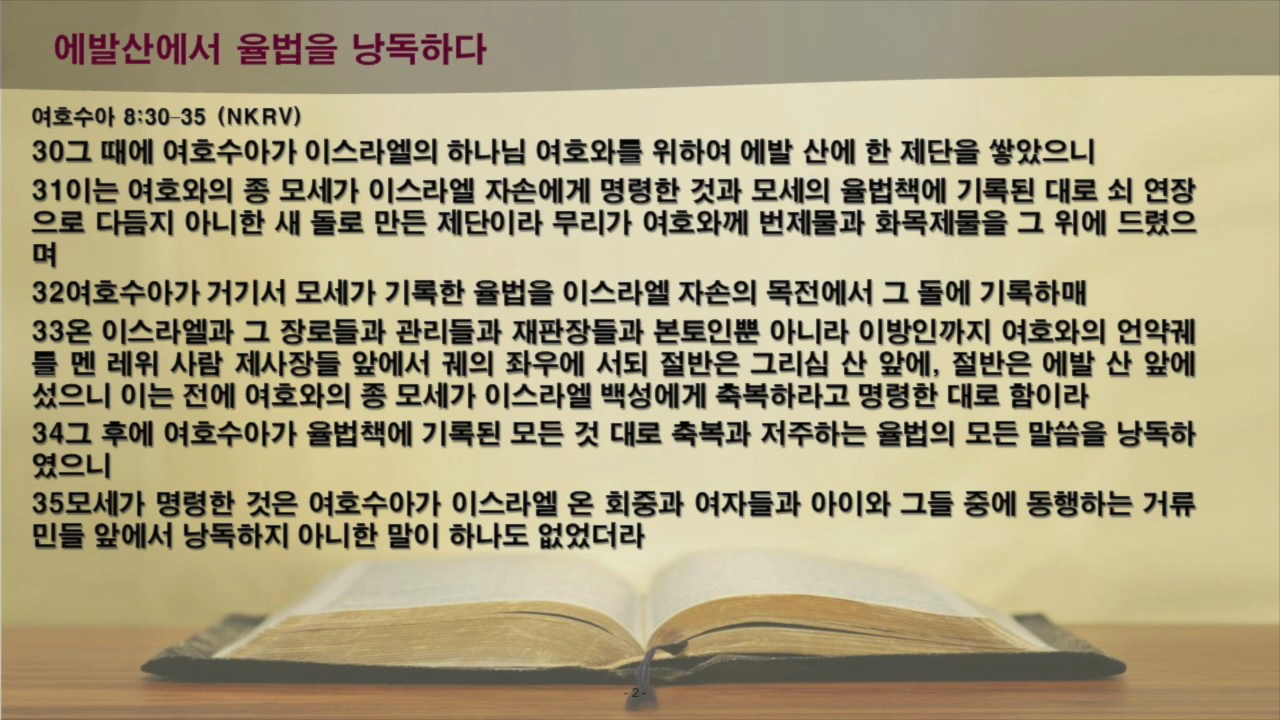 에발산에서 율법을 낭독하다
여호수아 8:30–35 (NKRV)
30그 때에 여호수아가 이스라엘의 하나님 여호와를 위하여 에발 산에 한 제단을 쌓았으니
31이는 여호와의 종 모세가 이스라엘 자손에게 명령한 것과 모세의 율법책에 기록된 대로 쇠 연장
으로 다듬지 아니한 새 돌로 만든 제단이라 무리가 여호와께 번제물과 화목제물을 그 위에 드렸으
며
32여호수아가 거기서 모세가 기록한 율법을 이스라엘 자손의 목전에서 그 돌에 기록하매
33온 이스라엘과 그 장로들과 관리들과 재판장들과 본토인뿐 아니라 이방인까지 여호와의 언약궤
를 멘 레위 사람 제사장들 앞에서 궤의 좌우에 서되 절반은 그리심 산 앞에, 절반은 에발 산 앞에
섰으니 이는 전에 여호와의 종 모세가 이스라엘 백성에게 축복하라고 명령한 대로 함이라
34그 후에 여호수아가 율법책에 기록된 모든 것 대로 축복과 저주하는 율법의 모든 말씀을 낭독하
였으니
35모세가 명령한 것은 여호수아가 이스라엘 온 회중과 여자들과 아이와 그들 중에 동행하는 거류
민들 앞에서 낭독하지 아니한 말이 하나도 없었더라
- 2 -